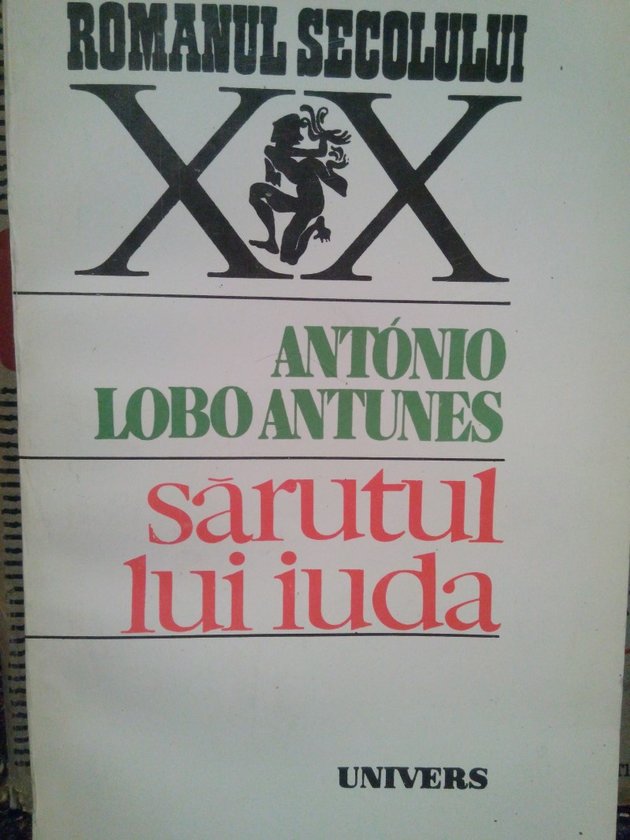 ROMANUL SECOLULUI
XX
ANTÓNIO
LOBO ANTUNES
sărutul
lui iuda
UNIVERS